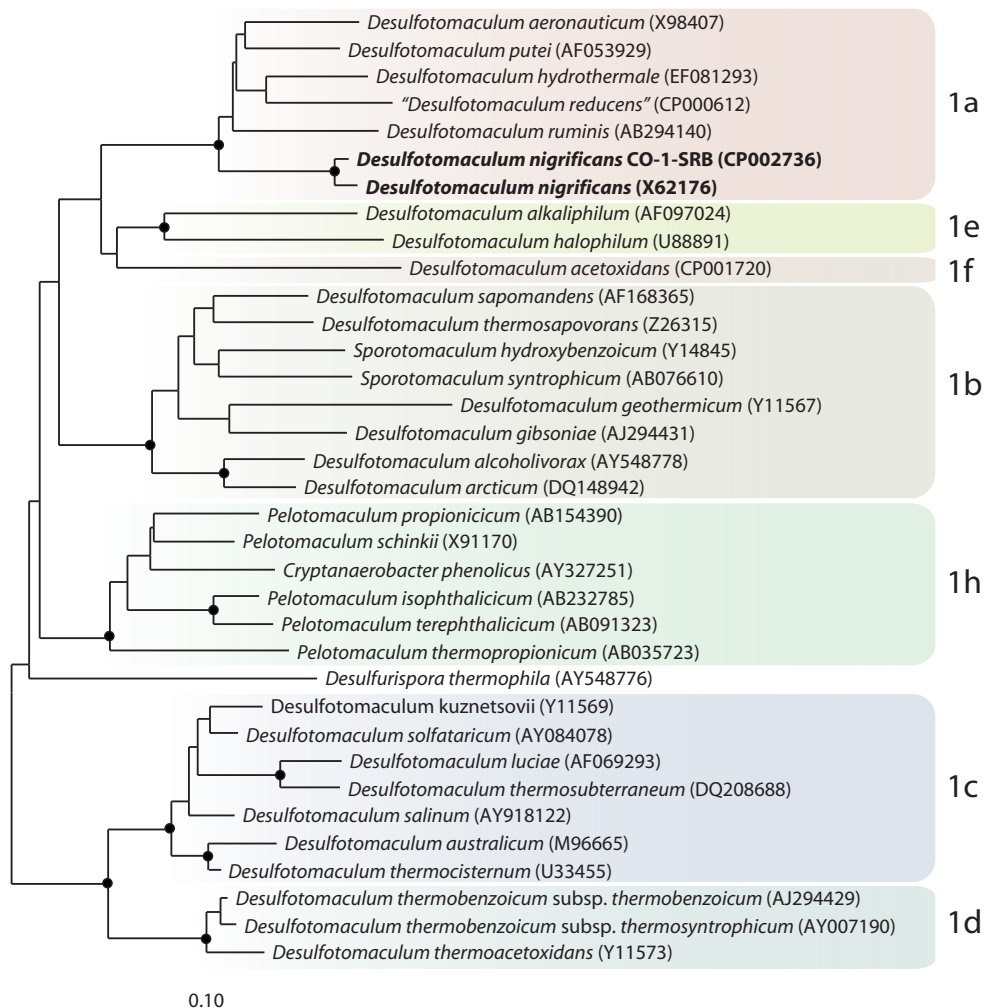 Desulfotomaculum aeronauticum (X98407)
Desulfotomaculum putei (AF053929)
Desulfotomaculum hydrothermale (EF081293)
“Desulfotomaculum reducens” (CP000612)
Desulfotomaculum ruminis (AB294140)
Desulfotomaculum nigrificans CO-1-SRB (CP002736)
Desulfotomaculum nigrificans (X62176)
1a
Desulfotomaculum alkaliphilum (AF097024)
Desulfotomaculum halophilum (U88891)
1e
Desulfotomaculum acetoxidans (CP001720)
1f
Desulfotomaculum sapomandens (AF168365)
Desulfotomaculum thermosapovorans (Z26315)
Sporotomaculum hydroxybenzoicum (Y14845)
Sporotomaculum syntrophicum (AB076610)
Desulfotomaculum geothermicum (Y11567)
Desulfotomaculum gibsoniae (AJ294431)
Desulfotomaculum alcoholivorax (AY548778)
Desulfotomaculum arcticum (DQ148942)
1b
Pelotomaculum propionicicum (AB154390)
Pelotomaculum schinkii (X91170)
Cryptanaerobacter phenolicus (AY327251)
Pelotomaculum isophthalicicum (AB232785)
Pelotomaculum terephthalicicum (AB091323)
Pelotomaculum thermopropionicum (AB035723)
1h
Desulfurispora thermophila (AY548776)
Desulfotomaculum kuznetsovii (Y11569)
Desulfotomaculum solfataricum (AY084078)
Desulfotomaculum luciae (AF069293)
Desulfotomaculum thermosubterraneum (DQ208688)
Desulfotomaculum salinum (AY918122)
Desulfotomaculum australicum (M96665)
Desulfotomaculum thermocisternum (U33455)
1c
Desulfotomaculum thermobenzoicum subsp. thermobenzoicum (AJ294429)
Desulfotomaculum thermobenzoicum subsp. thermosyntrophicum (AY007190)
Desulfotomaculum thermoacetoxidans (Y11573)
1d
0.10